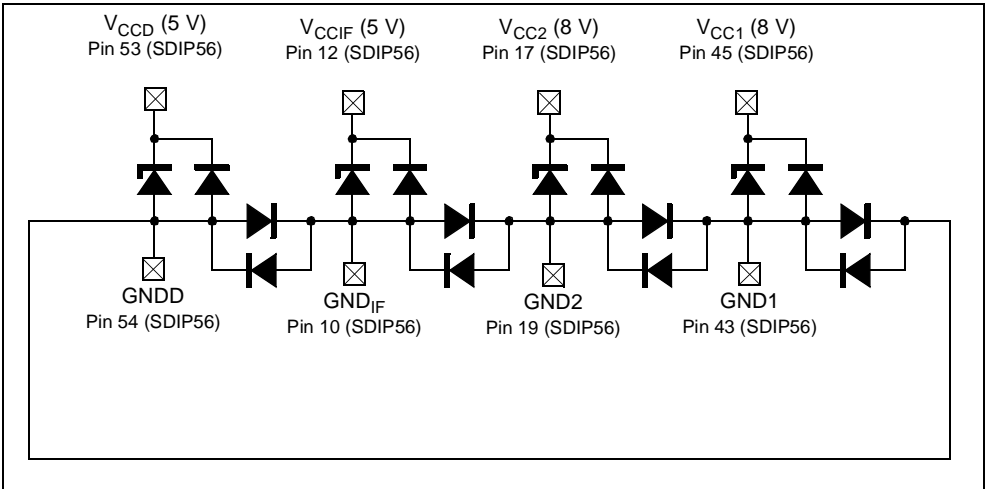 VCCD (5 V)
Pin 53 (SDIP56)
VCCIF (5 V)
Pin 12 (SDIP56)
VCC2 (8 V)
Pin 17 (SDIP56)
VCC1 (8 V)
Pin 45 (SDIP56)
GNDD
Pin 54 (SDIP56)
GNDIF
Pin 10 (SDIP56)
GND2
Pin 19 (SDIP56)
GND1
Pin 43 (SDIP56)